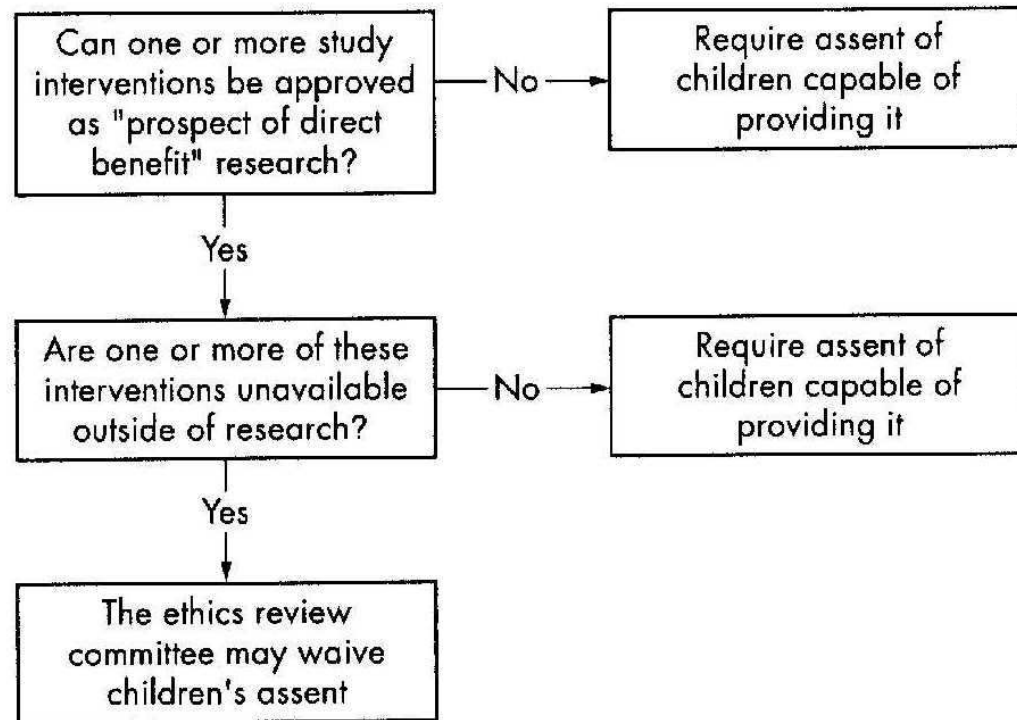 Can one or more study
interventions be approved
as "prospect of direct
benefit" research?
No
Require assent of
children capable of
providing it
Yes
Are one or more of these
interventions unavailable
outside of research?
No
Require assent of
children capable of
providing it
Yes
The ethics review
committee may waive
children's assent